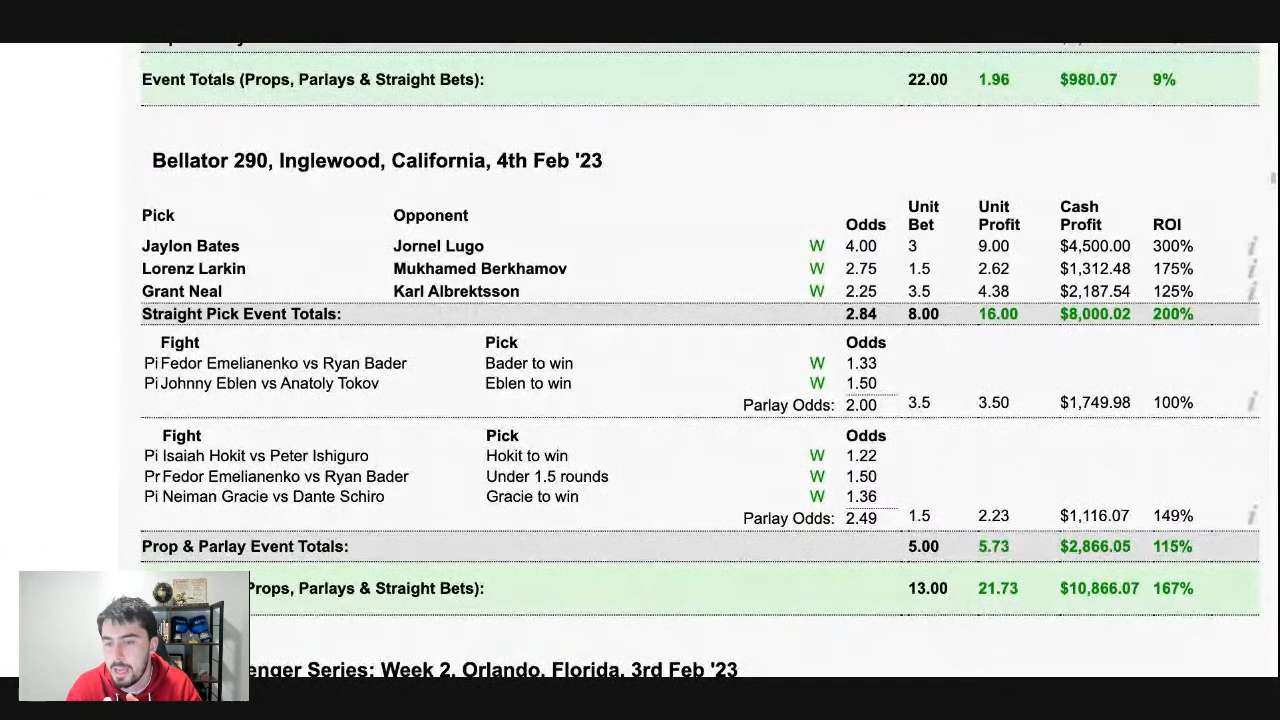 Event Totals (Props, Parlays & Straight Bets): 22.00 1.96 $980.07 9%
Bellator 290, Inglewood, California, 4th Feb '23
Pick Opponent Odds Unit Bet Unit Profit Cash Profit ROI
Jaylon Bates Jornel Lugo W 4.00 3 9.00 $4,500.00 300%
Lorenz Larkin Mukhamed Berkhamov W 2.75 1.5 2.62 $1,312.48 175%
Grant Neal Karl Albrektsson W 2.25 3.5 4.38 $2,187.54 125%
Straight Pick Event Totals: 2.84 8.00 16.00 $8,000.02 200%
Fight Pick Odds
Pi Fedor Emelianenko vs Ryan Bader Bader to win W 1.33
Pi Johnny Eblen vs Anatoly Tokov Eblen to win W 1.50
Parlay Odds: 2.00 3.5 3.50 $1,749.98 100%
Fight Pick Odds
Pi Isaiah Hokit vs Peter Ishiguro Hokit to win W 1.22
Pr Fedor Emelianenko vs Ryan Bader Under 1.5 rounds W 1.50
Pi Neiman Gracie vs Dante Schiro Gracie to win W 1.36
Parlay Odds: 2.49 1.5 2.23 $1,116.07 149%
Prop & Parlay Event Totals: 5.00 5.73 $2,866.05 115%
Props, Parlays & Straight Bets): 13.00 21.73 $10,866.07 167%
enger Series: Week 2, Orlando, Florida, 3rd Feb '23